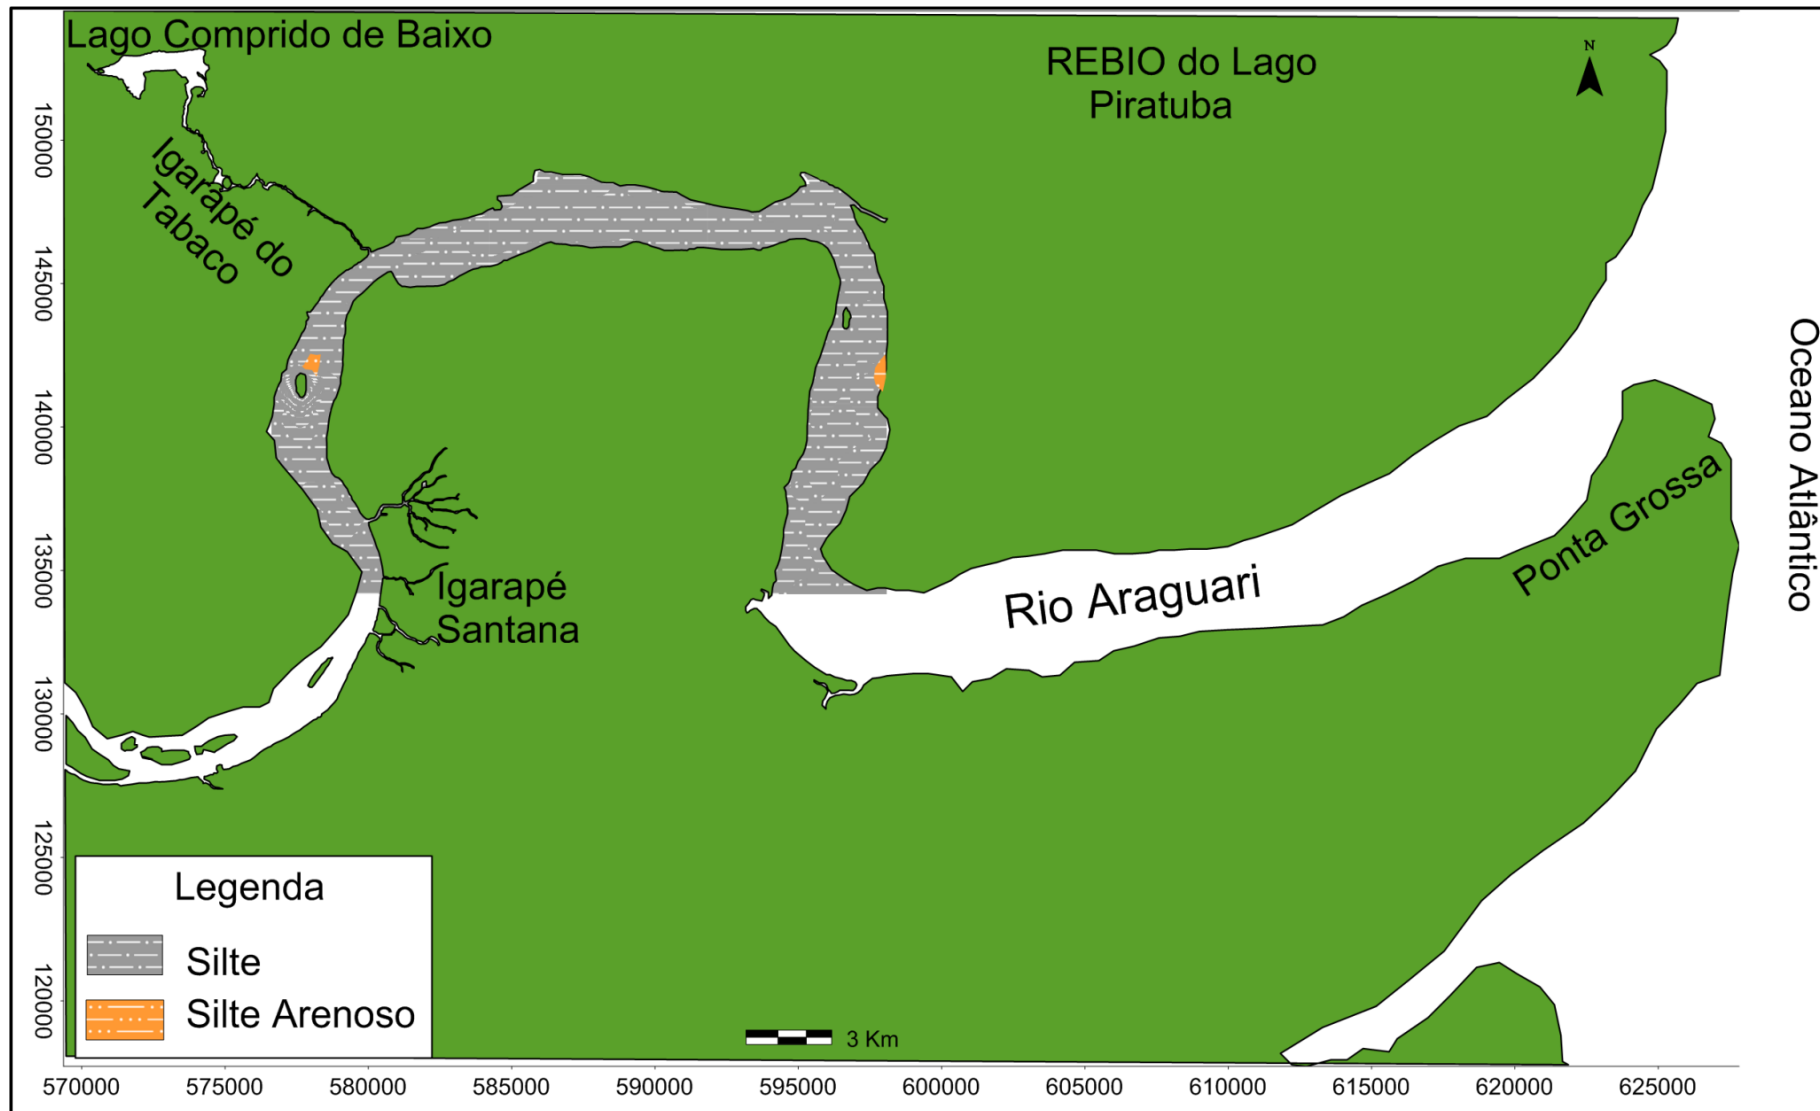 Lago Comprido de Baixo
REBIO do Lago
Piratuba
N
Igarapé do
Tabaco
Oceano Atlântico
Ponta Grossa
Rio Araguari
Igarapé
Santana
150000
145000
140000
135000
130000
125000
120000
Legenda
Silte
Silte Arenoso
3 Km
570000
575000
580000
585000
590000
595000
600000
605000
610000
615000
620000
625000